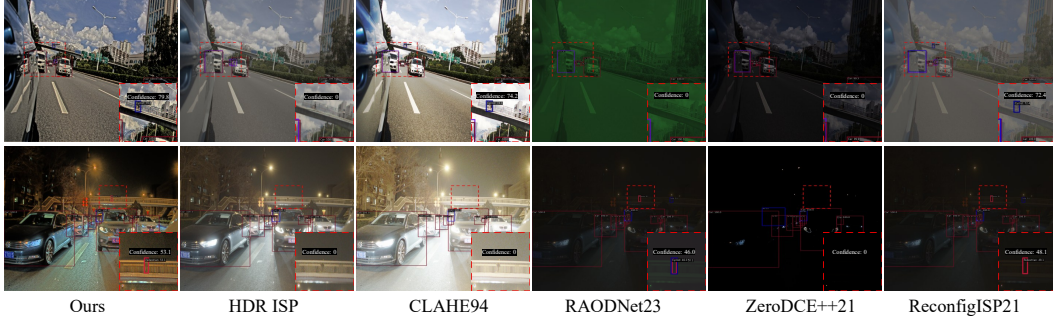 Confidence: 79.8
Confidence: 0
Confidence: 74.2
Confidence: 0
Confidence: 0
Confidence: 72.4
Confidence: 53.1
Confidence: 0
Confidence: 0
Confidence: 46.0
Confidence: 0
Confidence: 48.1
Ours HDR ISP CLAHE94 RAODNet23 ZeroDCE++21 ReconfigISP21